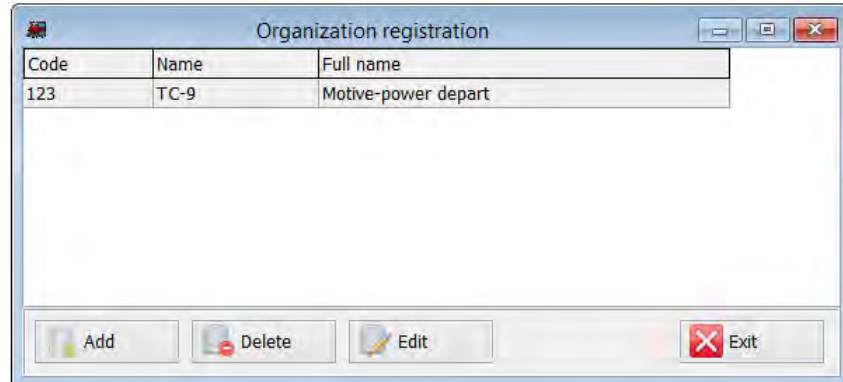 Organization registration
Code Name Full name
123 TC-9 Motive-power depart
Add Delete Edit Exit